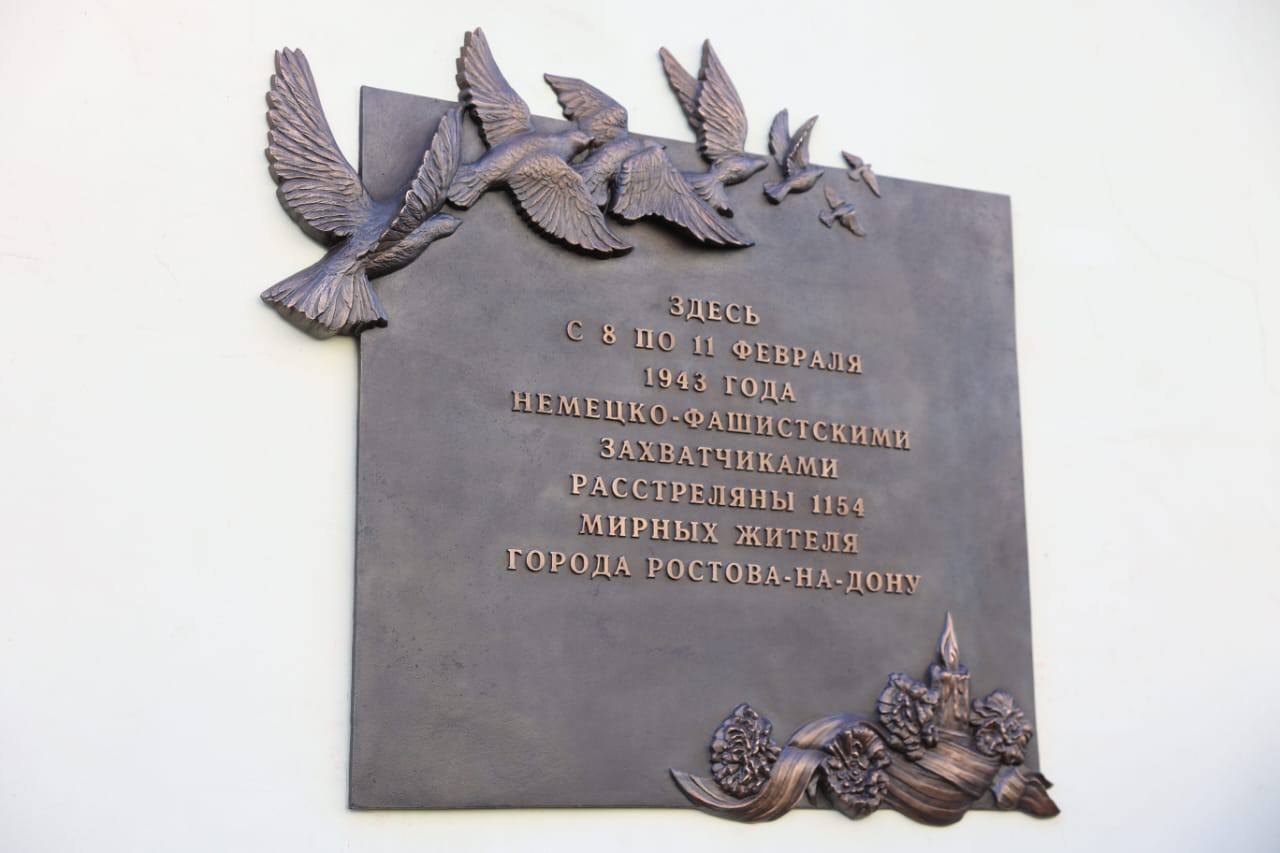 ЗДЕСЬ
С 8 ПО 11 ФЕВРАЛЯ
1943 ГОДА
НЕМЕЦКО-ФАШИСТСКИМИ
ЗАХВАТЧИКАМИ
РАССТРЕЛЯНЫ 1154
МИРНЫХ ЖИТЕЛЯ
ГОРОДА РОСТОВА-НА-ДОНУ